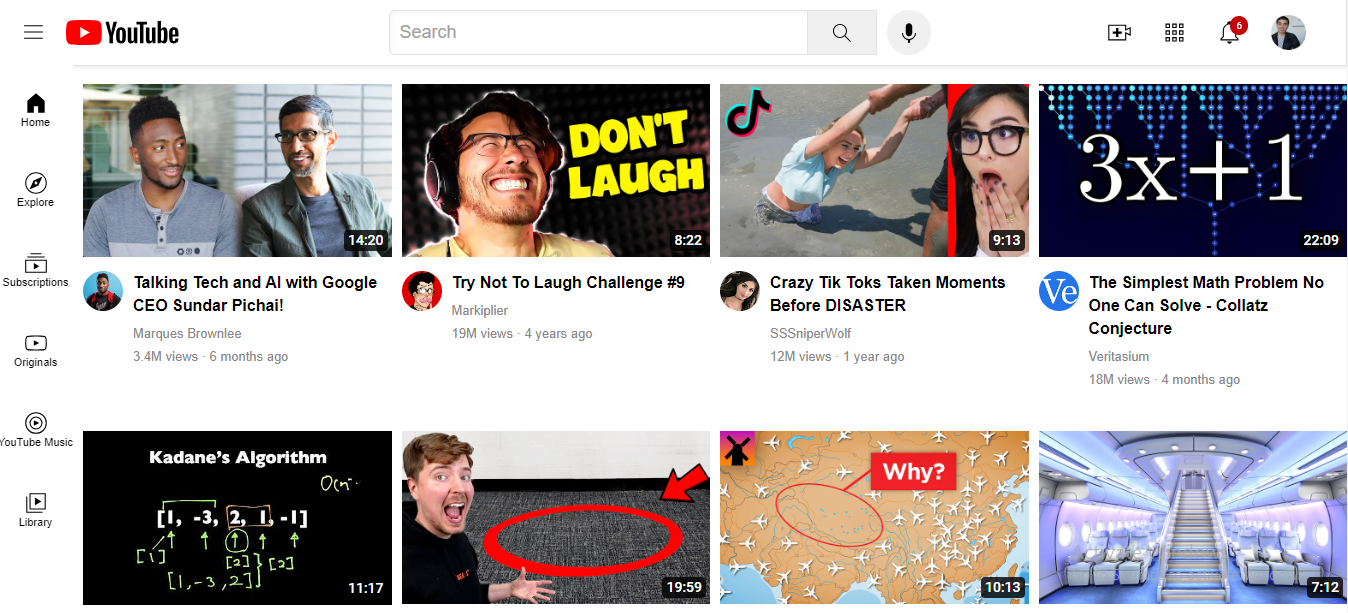 YouTube
Search
6
Home
Explore
Subscriptions
Originals
YouTube Music
Library
14:20
Talking Tech and AI with Google
CEO Sundar Pichai!
Marques Brownlee
3.4M views · 6 months ago
DON'T
LAUGH
8:22
Try Not To Laugh Challenge #9
Markiplier
19M views · 4 years ago
9:13
Crazy Tik Toks Taken Moments
Before DISASTER
SSSniperWolf
12M views · 1 year ago
3x+1
22:09
Ve
The Simplest Math Problem No
One Can Solve - Collatz
Conjecture
Veritasium
18M views · 4 months ago
Kadane's Algorithm
[1, -3, 2, 1, -1]
[1]
[2]
[2]
[1, -3, 2]
11:17
19:59
Why?
10:13
7:12